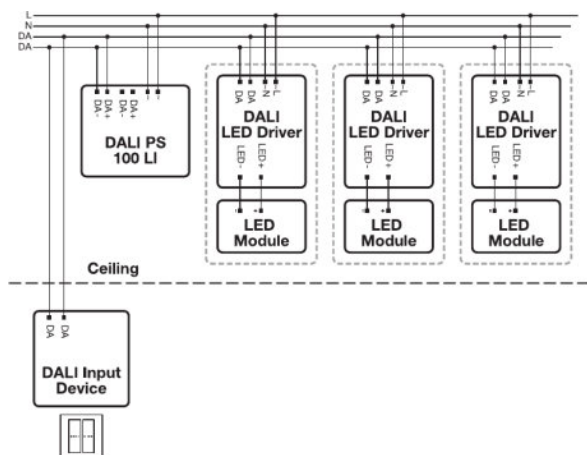 L
N
DA
DA
DA-
DA+
DA-
DA+
DALI PS
100 LI
DA
DA
N
L
DALI
LED Driver
LED-
LED+
LED
Module
DA
DA
N
L
DALI
LED Driver
LED-
LED+
LED
Module
DA
DA
N
L
DALI
LED Driver
LED-
LED+
LED
Module
Ceiling
DA
DA
DALI Input
Device